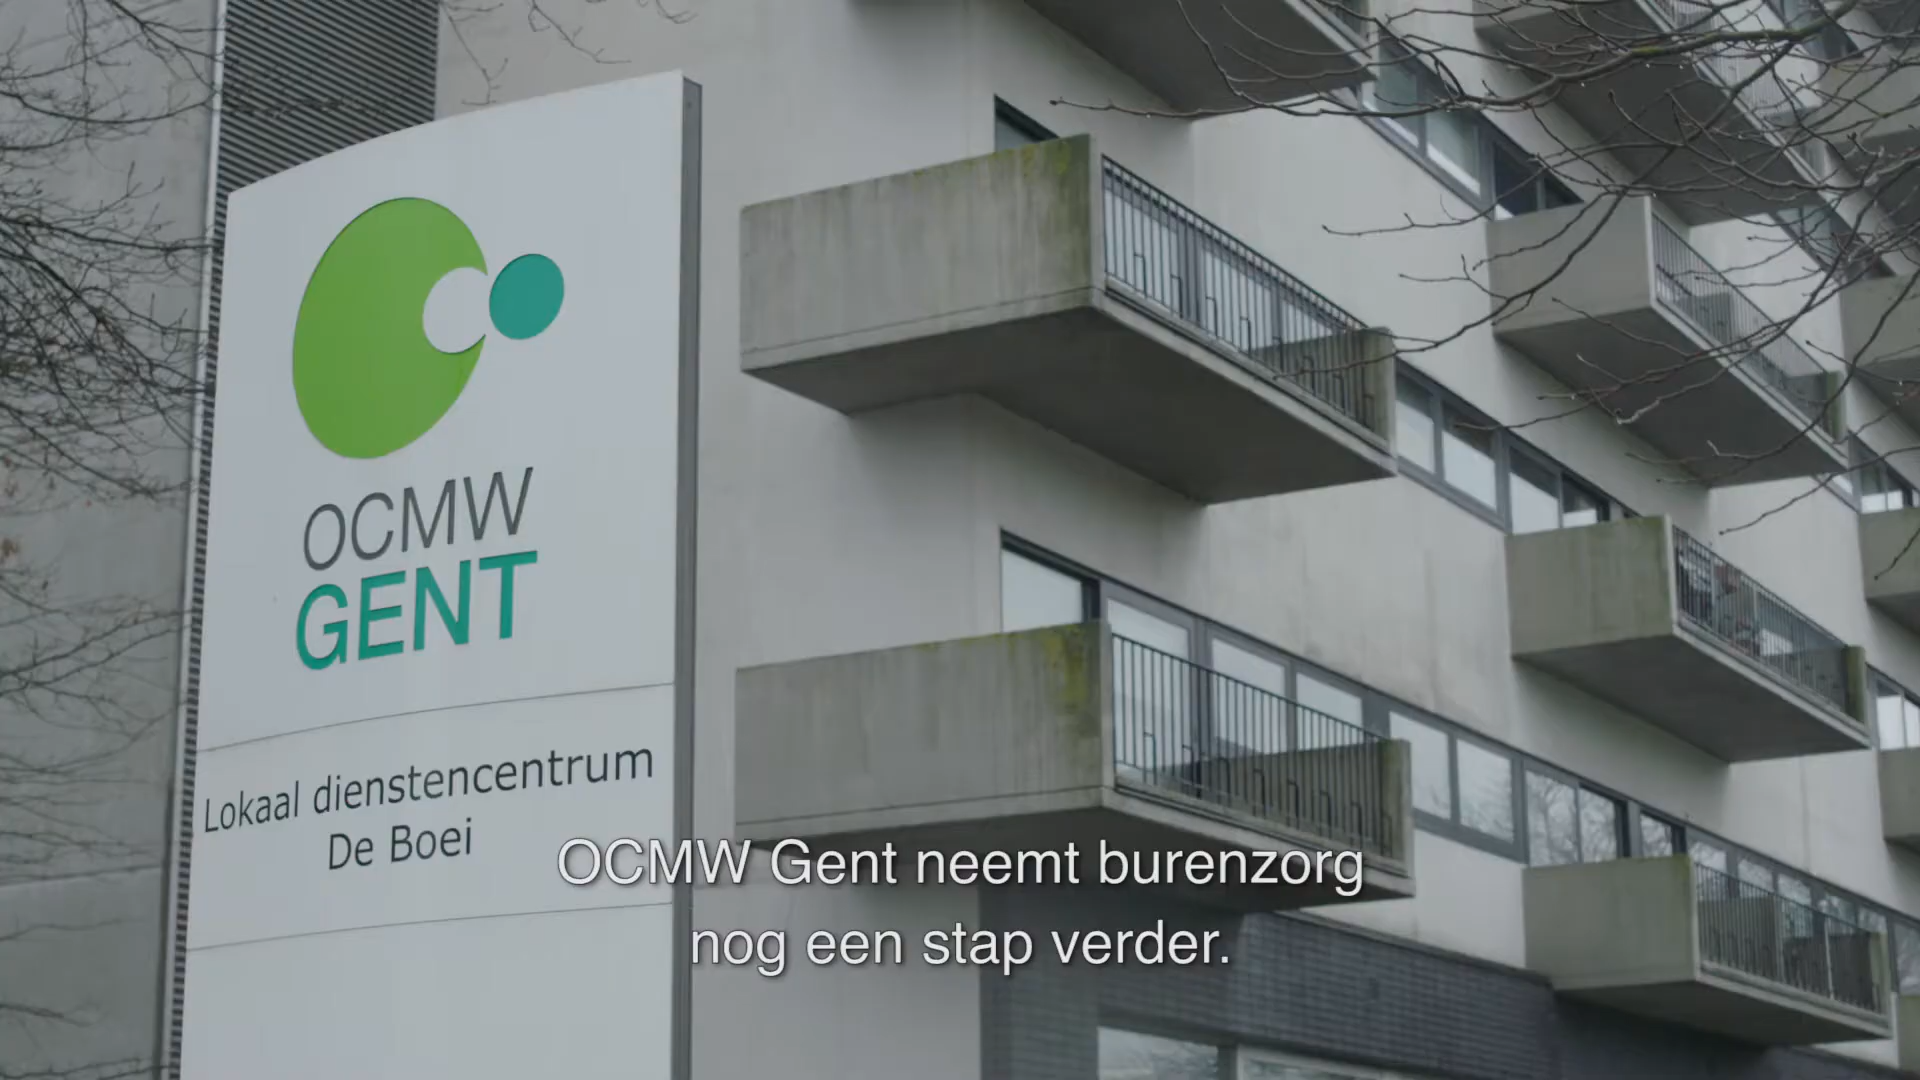 OCMW
GENT
Lokaal dienstencentrum
De Boei
OCMW Gent neemt burenzorg
nog een stap verder.